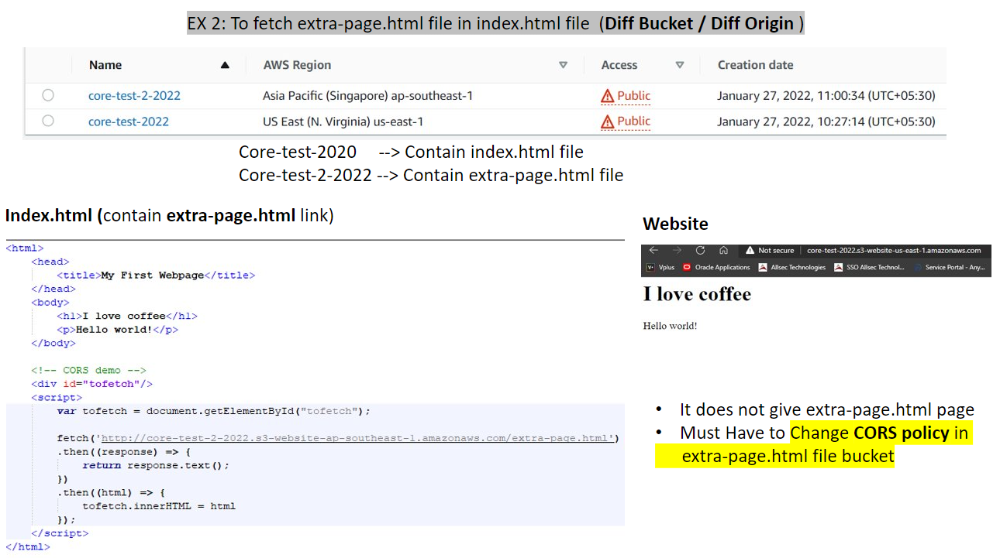 EX 2: To fetch extra-page.html file in index.html file (Diff Bucket / Diff Origin )
Name AWS Region Access Creation date
core-test-2-2022 Asia Pacific (Singapore) ap-southeast-1 Public January 27, 2022, 11:00:34 (UTC+05:30)
core-test-2022 US East (N. Virginia) us-east-1 Public January 27, 2022, 10:27:14 (UTC+05:30)
Core-test-2020 --> Contain index.html file
Core-test-2-2022 --> Contain extra-page.html file
Index.html (contain extra-page.html link)
<html>
<head>
<title>My First Webpage</title>
</head>
<body>
<h1>I love coffee</h1>
<p>Hello world!</p>
</body>
<!-- CORS demo -->
<div id="tofetch"/>
<script>
var tofetch = document.getElementById("tofetch");
fetch('http://core-test-2-2022.s3-website-ap-southeast-1.amazonaws.com/extra-page.html')
.then((response) => {
return response.text();
})
.then((html) => {
tofetch.innerHTML = html
});
</script>
</html>
Website
Not secure core-test-2022.s3-website-us-east-1.amazonaws.com
Vplus Oracle Applications Allsec Technologies SSO Allsec Technol... Service Portal - Any...
I love coffee
Hello world!
• It does not give extra-page.html page
• Must Have to Change CORS policy in
extra-page.html file bucket